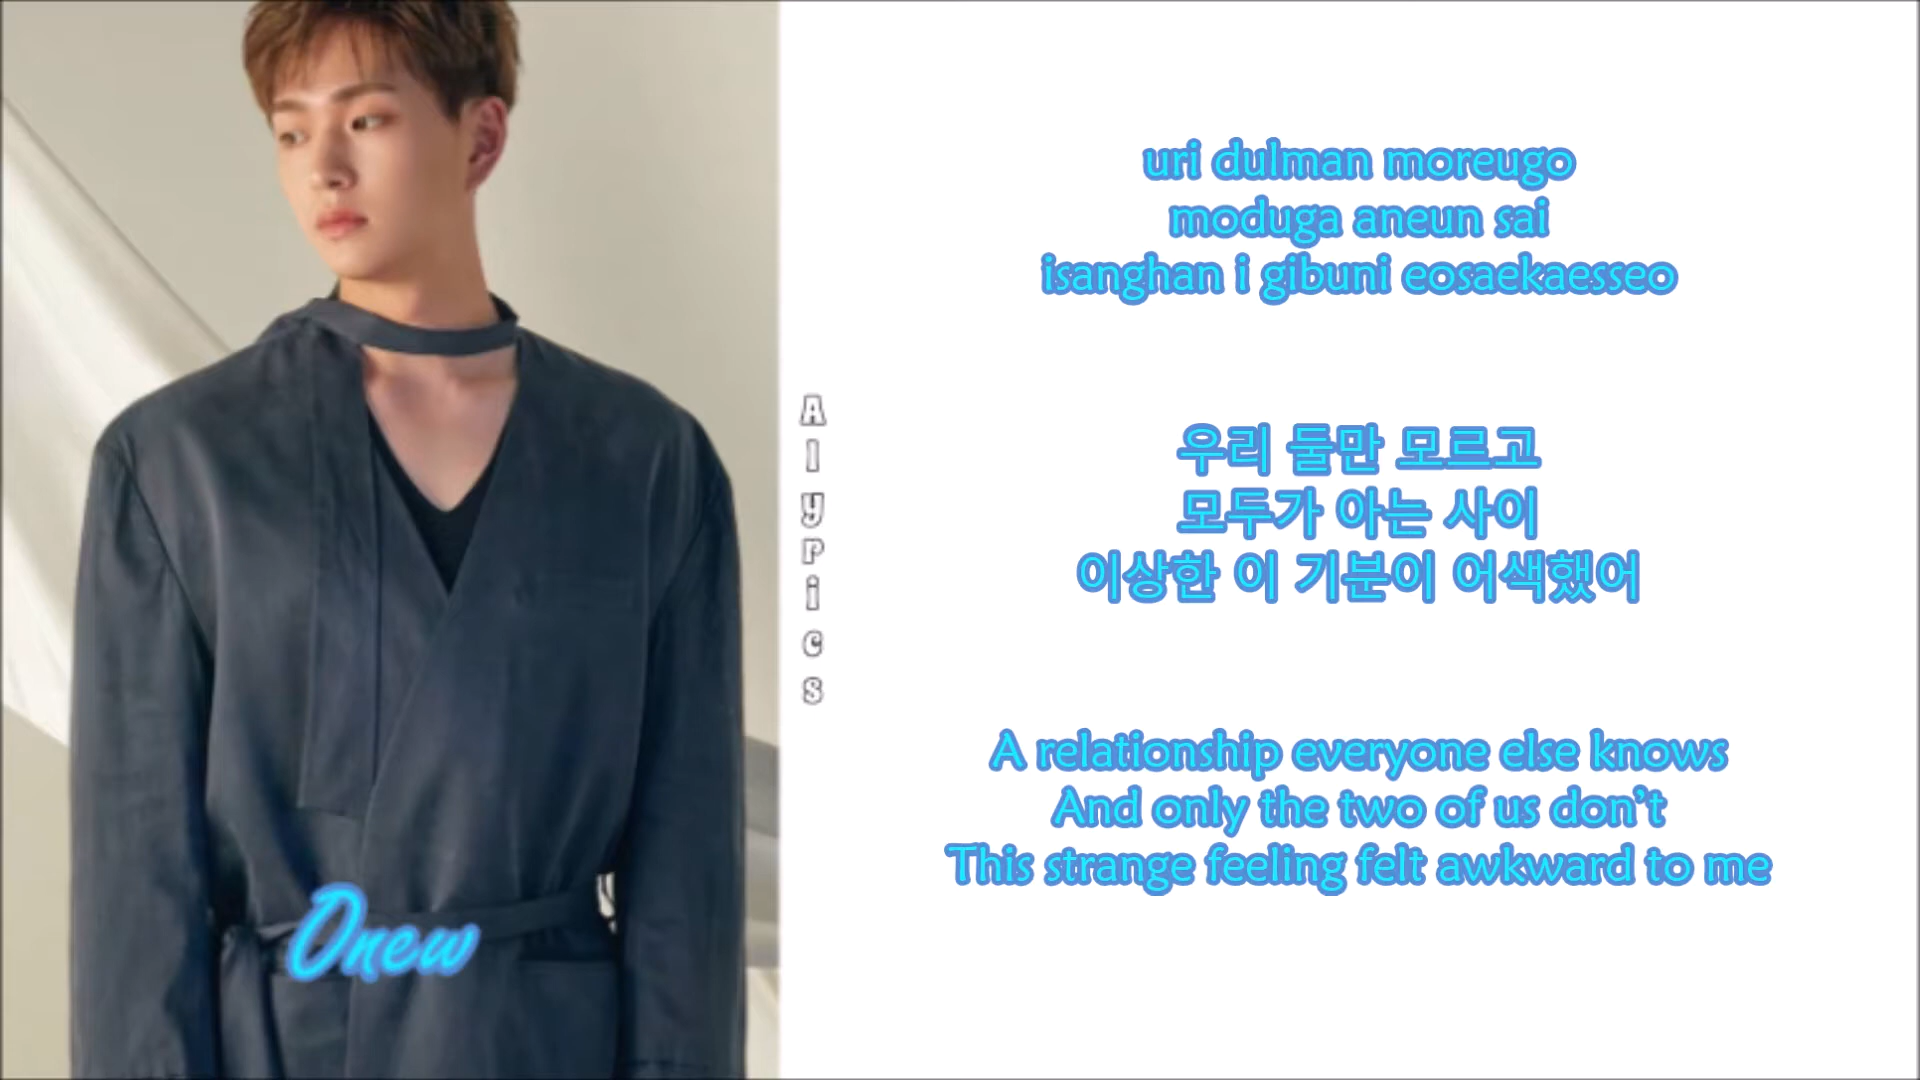 uri dulman moreugo
moduga aneun sai
isanghan i gibuni eosaekaesseo
우리 둘만 모르고
모두가 아는 사이
이상한 이 기분이 어색했어
A relationship everyone else knows
And only the two of us don't
This strange feeling felt awkward to me
AlyPics
Onew